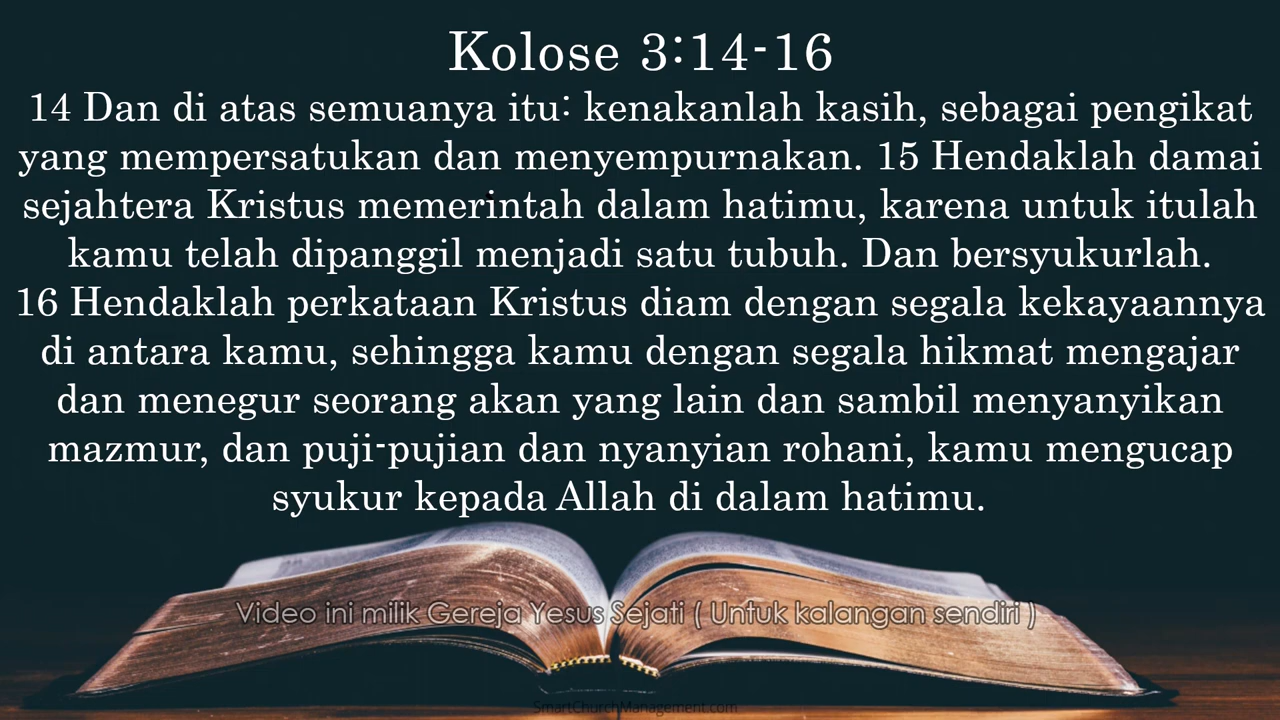 Kolose 3:14-16
14 Dan di atas semuanya itu: kenakanlah kasih, sebagai pengikat
yang mempersatukan dan menyempurnakan. 15 Hendaklah damai
sejahtera Kristus memerintah dalam hatimu, karena untuk itulah
kamu telah dipanggil menjadi satu tubuh. Dan bersyukurlah.
16 Hendaklah perkataan Kristus diam dengan segala kekayaannya
di antara kamu, sehingga kamu dengan segala hikmat mengajar
dan menegur seorang akan yang lain dan sambil menyanyikan
mazmur, dan puji-pujian dan nyanyian rohani, kamu mengucap
syukur kepada Allah di dalam hatimu.
Video ini milik Gereja Yesus Sejati ( Untuk kalangan sendiri )
SmartChurchManagement.com